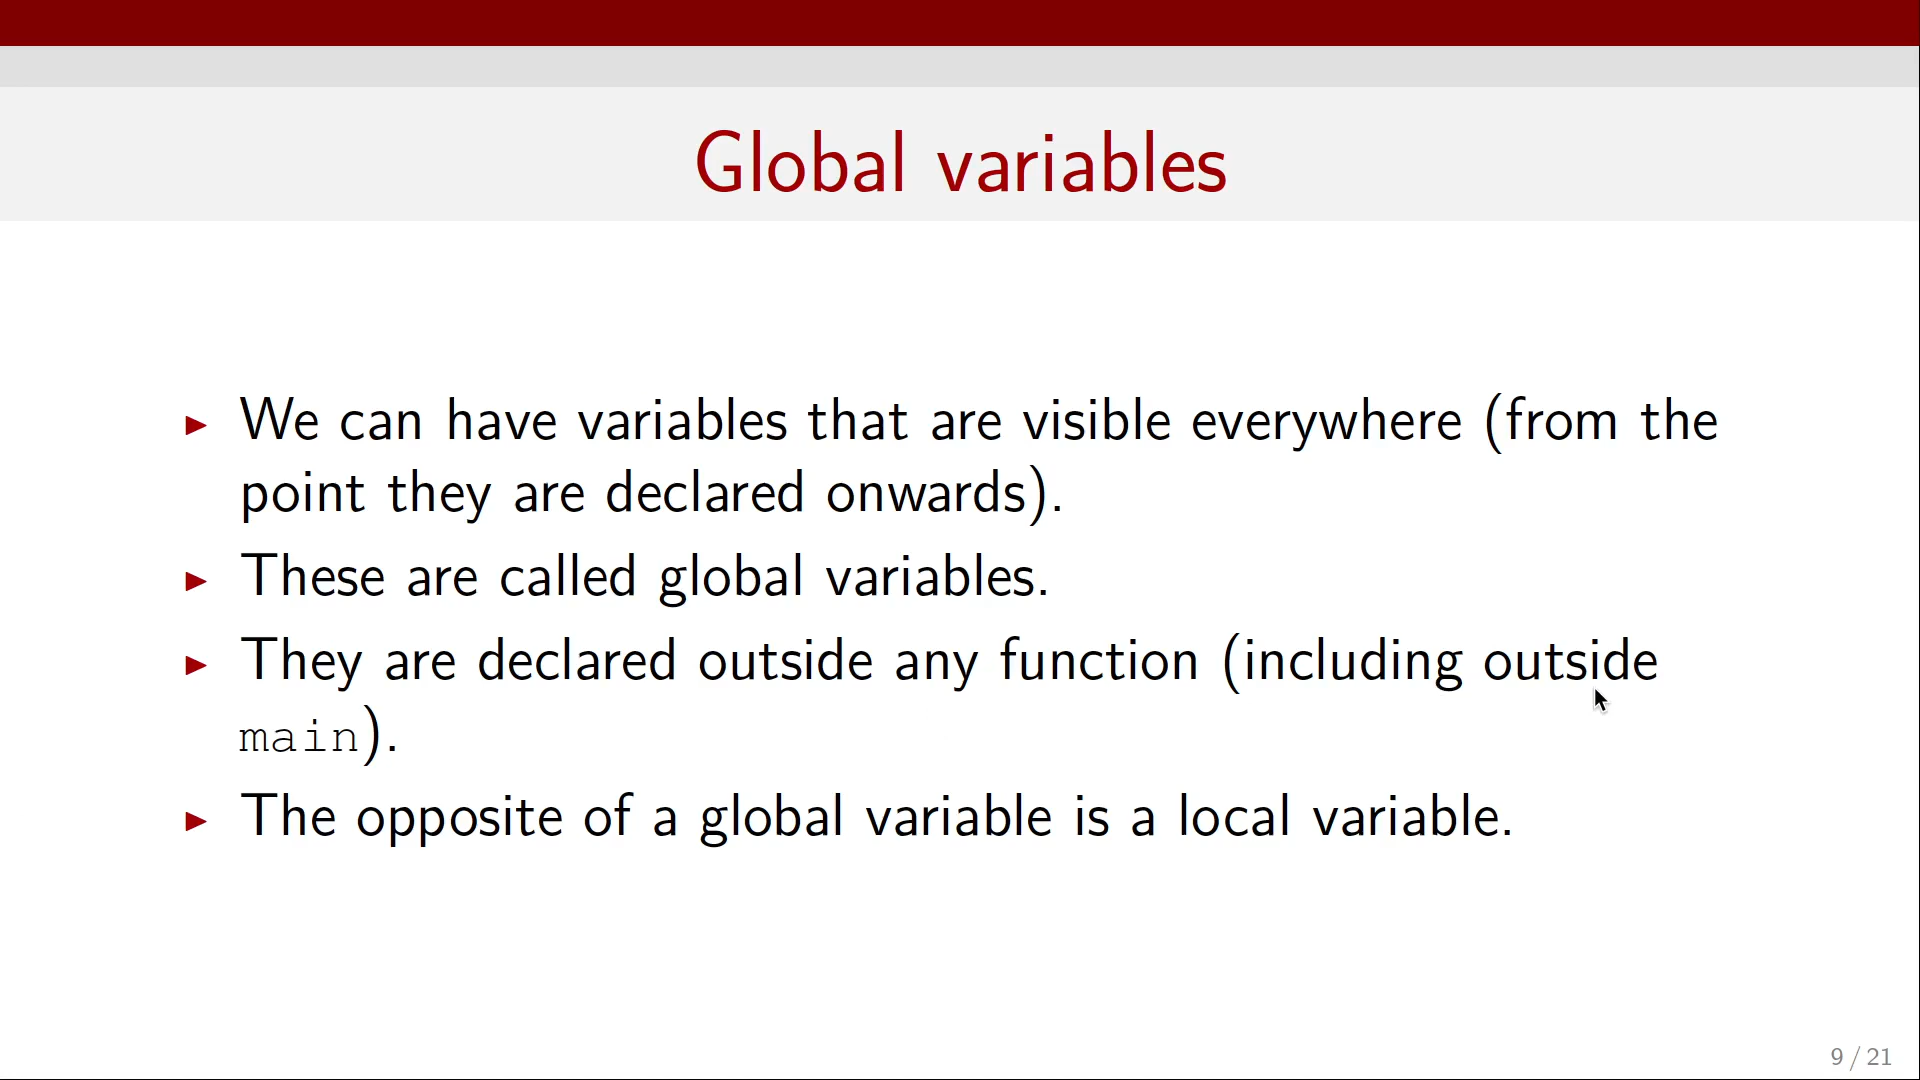 Global variables
We can have variables that are visible everywhere (from the
point they are declared onwards).
These are called global variables.
They are declared outside any function (including outside
main).
The opposite of a global variable is a local variable.
9 / 21